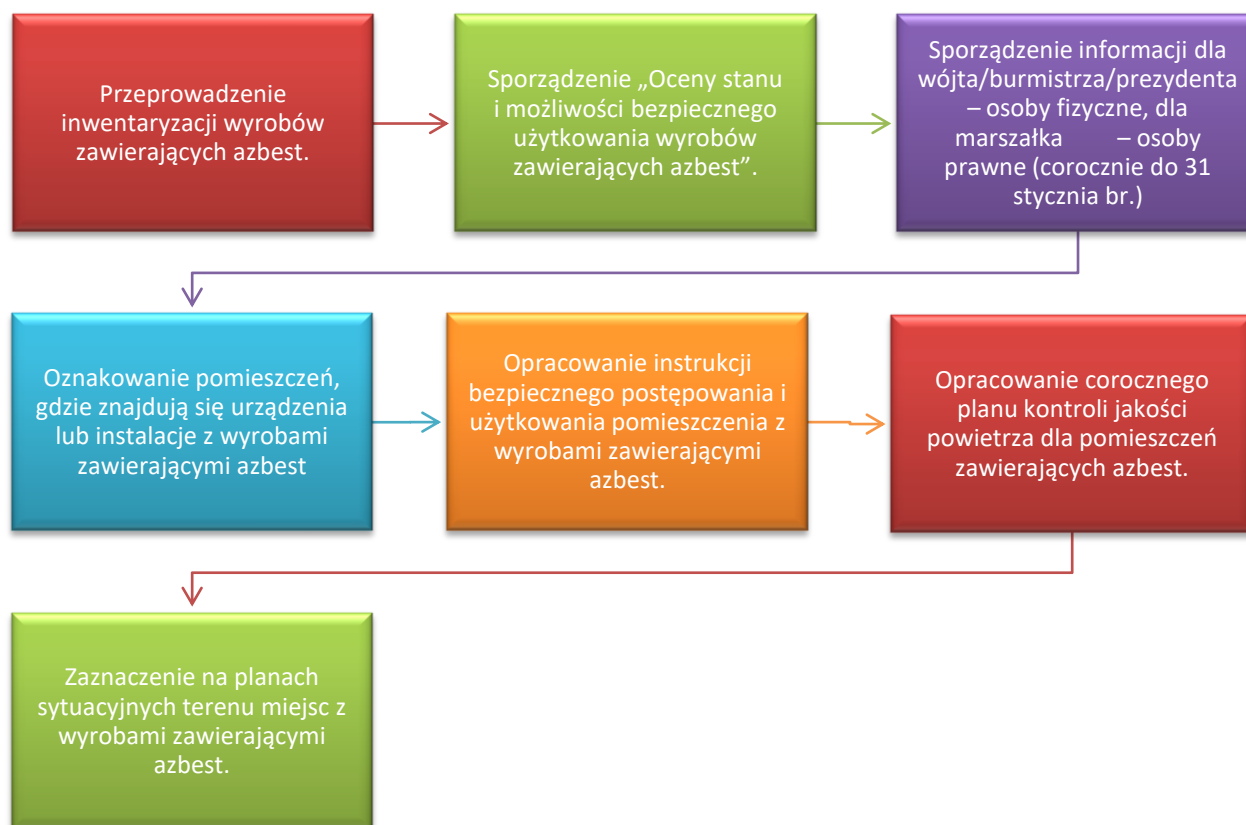 Przeprowadzenie
inwentaryzacji wyrobów
zawierających azbest.
Sporządzenie „Oceny stanu
i możliwości bezpiecznego
użytkowania wyrobów
zawierających azbest”.
Sporządzenie informacji dla
wójta/burmistrza/prezydenta
– osoby fizyczne, dla
marszałka – osoby
prawne (corocznie do 31
stycznia br.)
Oznakowanie pomieszczeń,
gdzie znajdują się urządzenia
lub instalacje z wyrobami
zawierającymi azbest
Opracowanie instrukcji
bezpiecznego postępowania i
użytkowania pomieszczenia z
wyrobami zawierającymi
azbest.
Opracowanie corocznego
planu kontroli jakości
powietrza dla pomieszczeń
zawierających azbest.
Zaznaczenie na planach
sytuacyjnych terenu miejsc z
wyrobami zawierającymi
azbest.